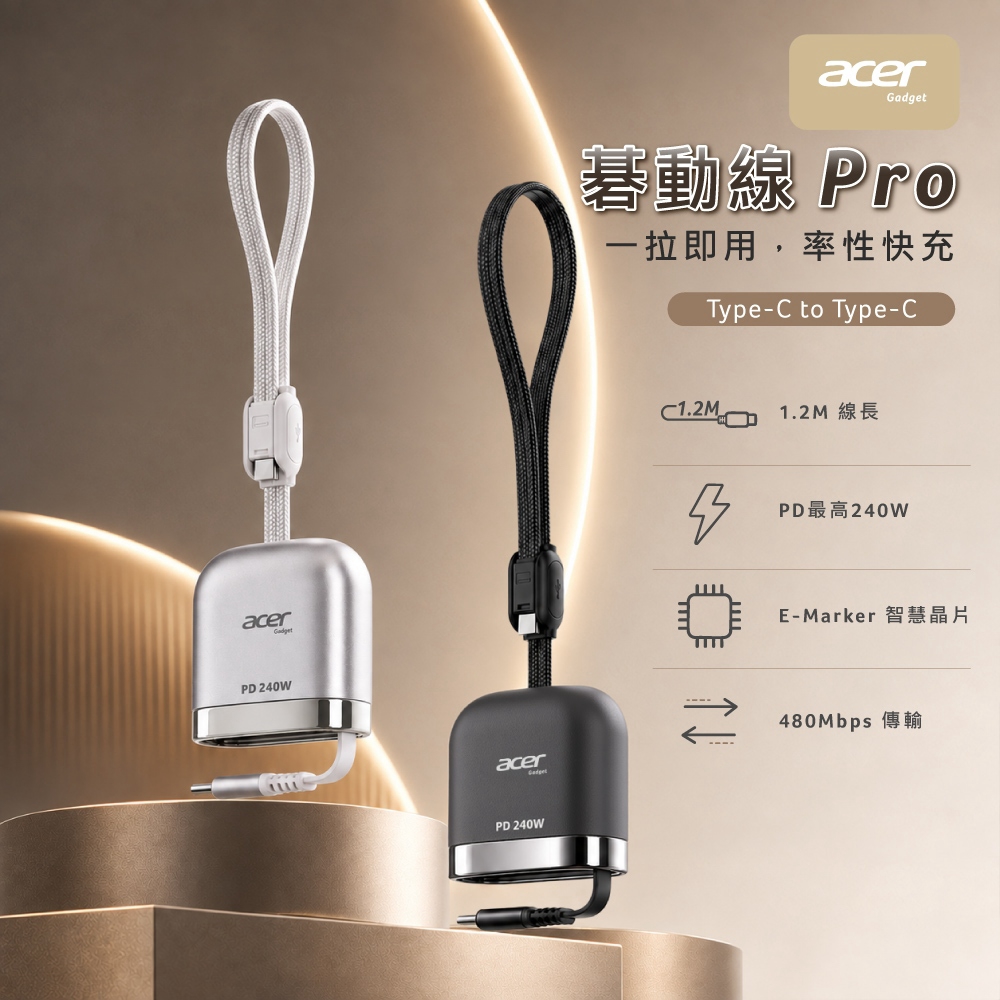 acer
Gadget
碁動線 Pro
一拉即用，率性快充
Type-C to Type-C
1.2M
1.2M 線長
PD最高240W
E-Marker 智慧晶片
480Mbps 傳輸
acer
Gadget
PD 240W
acer
Gadget
PD 240W